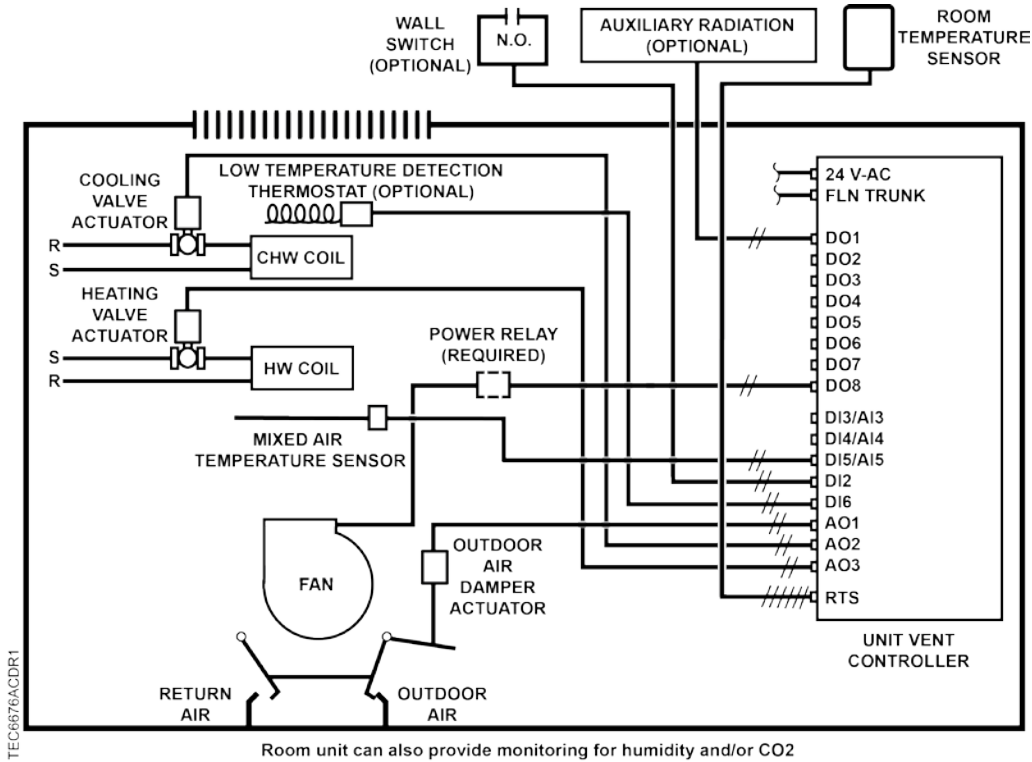 WALL
SWITCH
(OPTIONAL)
N.O.
AUXILIARY RADIATION
(OPTIONAL)
ROOM
TEMPERATURE
SENSOR
COOLING
VALVE
ACTUATOR
LOW TEMPERATURE DETECTION
THERMOSTAT (OPTIONAL)
R
S
CHW COIL
HEATING
VALVE
ACTUATOR
S
R
HW COIL
POWER RELAY
(REQUIRED)
MIXED AIR
TEMPERATURE SENSOR
FAN
OUTDOOR
AIR
DAMPER
ACTUATOR
RETURN
AIR
OUTDOOR
AIR
24 V-AC
FLN TRUNK
DO1
DO2
DO3
DO4
DO5
DO6
DO7
DO8
DI3/AI3
DI4/AI4
DI5/AI5
DI2
DI6
AO1
AO2
AO3
RTS
UNIT VENT
CONTROLLER
TEC6676ACDR1
Room unit can also provide monitoring for humidity and/or CO2